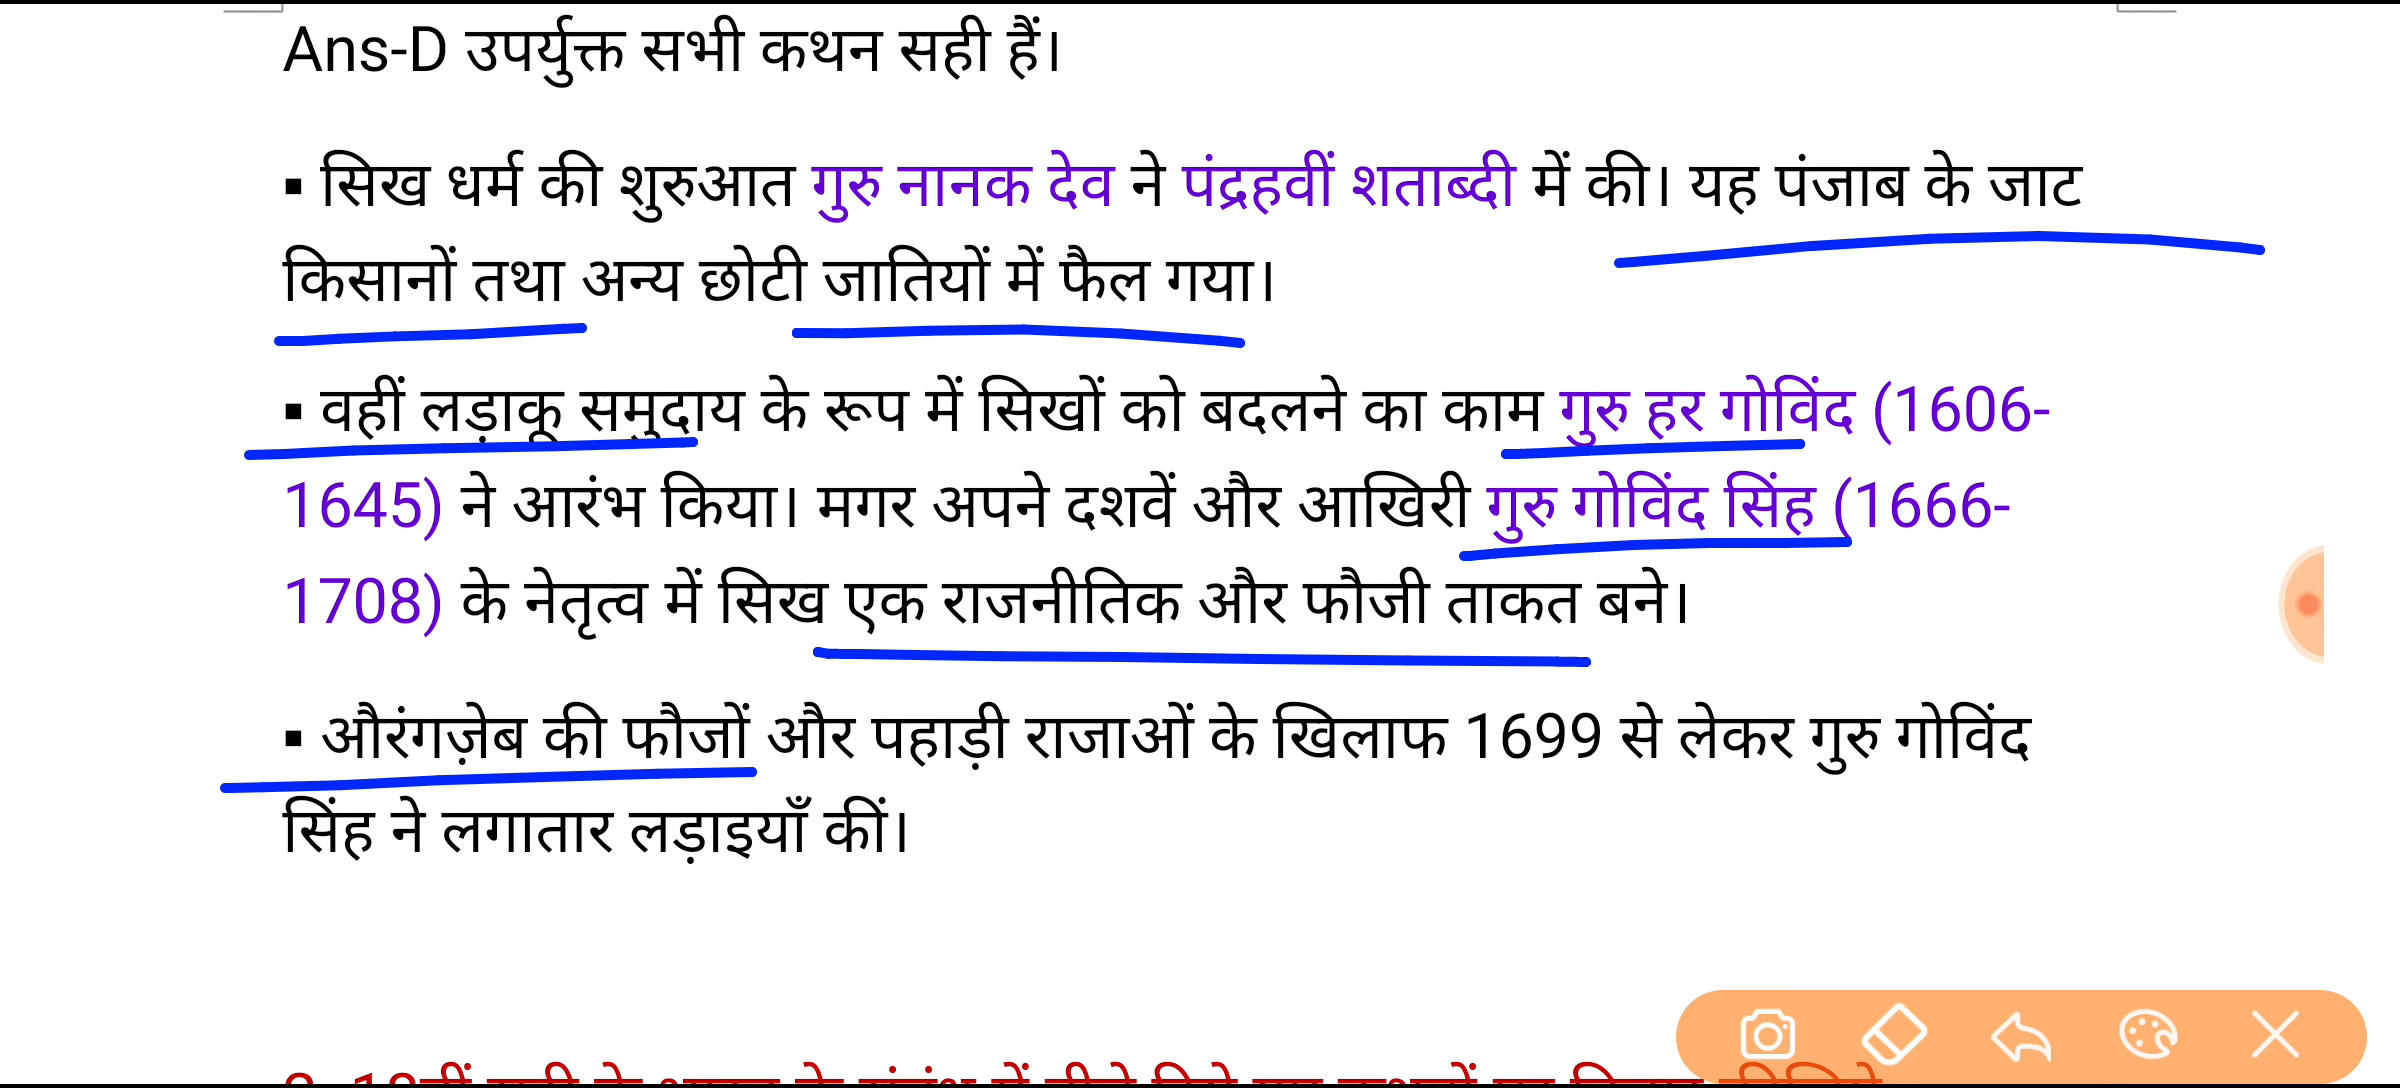 Ans-D उपर्युक्त सभी कथन सही हैं।
▪ सिख धर्म की शुरुआत गुरु नानक देव ने पंद्रहवीं शताब्दी में की। यह पंजाब के जाट
किसानों तथा अन्य छोटी जातियों में फैल गया।
▪ वहीं लड़ाकू समुदाय के रूप में सिखों को बदलने का काम गुरु हर गोविंद (1606-
1645) ने आरंभ किया। मगर अपने दशवें और आखिरी गुरु गोविंद सिंह (1666-
1708) के नेतृत्व में सिख एक राजनीतिक और फौजी ताकत बने।
▪ औरंगज़ेब की फौजों और पहाड़ी राजाओं के खिलाफ 1699 से लेकर गुरु गोविंद
सिंह ने लगातार लड़ाइयाँ कीं।